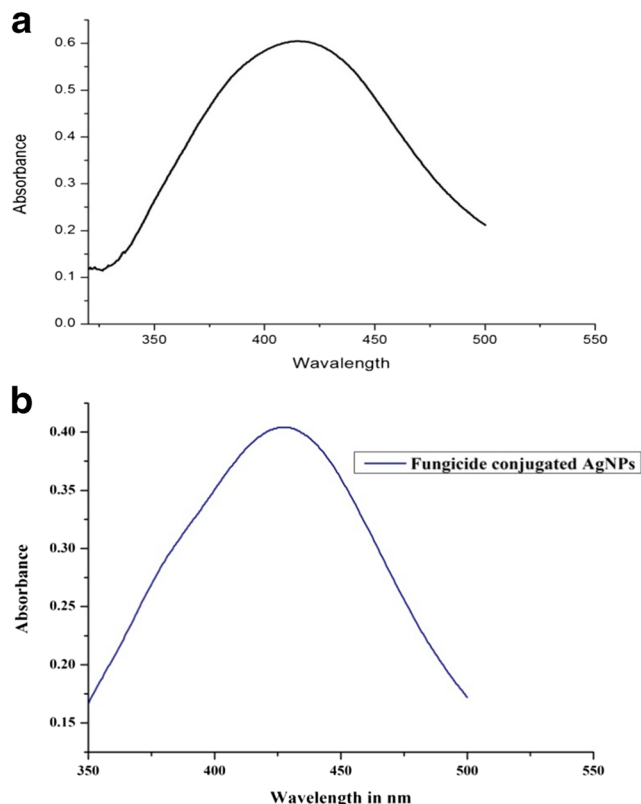 a
0.6
0.5
0.4
0.3
0.2
0.1
0.0
Absorbance
350 400 450 500 550
Wavalength
b
0.40
0.35
0.30
0.25
0.20
0.15
Absorbance
Fungicide conjugated AgNPs
350 400 450 500 550
Wavelength in nm